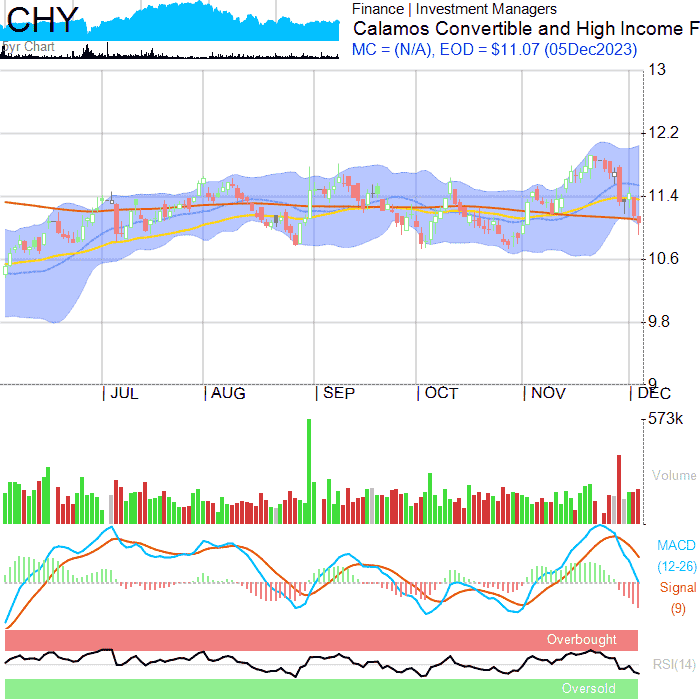 CHY
Finance | Investment Managers
Calamos Convertible and High Income F
MC = (N/A), EOD = $11.07 (05Dec2023)
5yr Chart
13
12.2
11.4
10.6
9.8
9
JUL
AUG
SEP
OCT
NOV
DEC
573k
Volume
MACD
(12-26)
Signal
(9)
Overbought
RSI(14)
Oversold